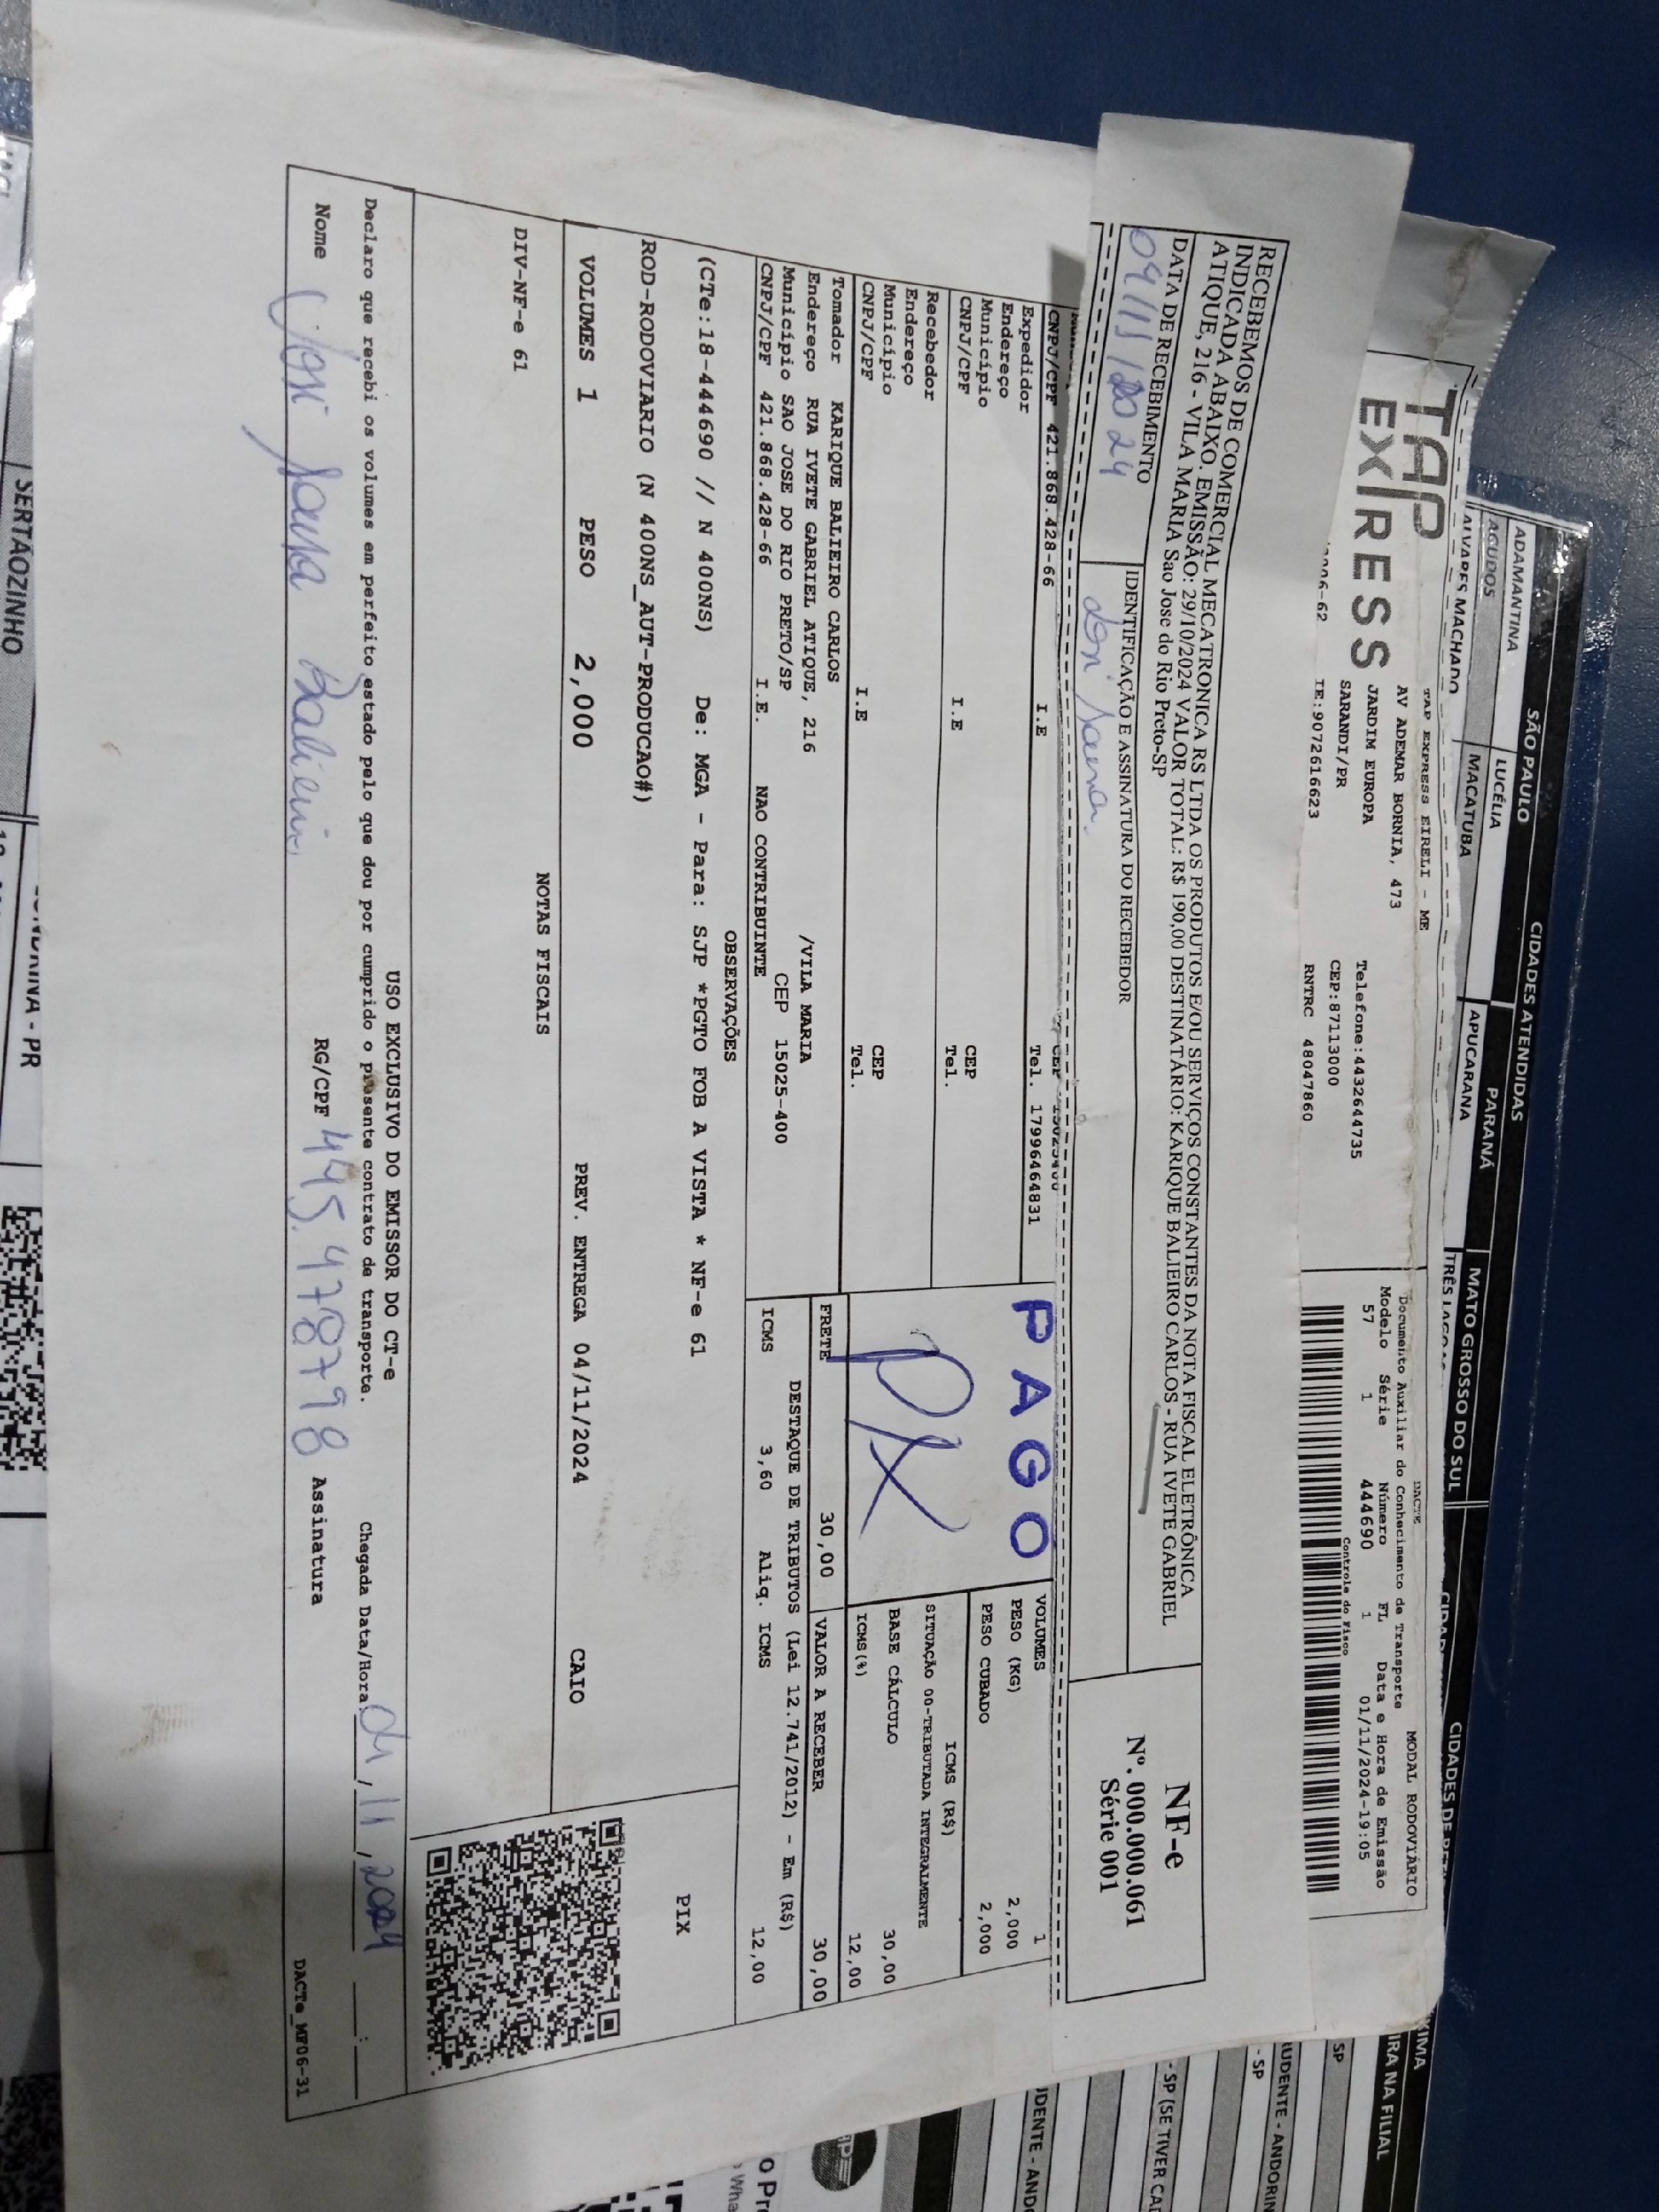 SÃO PAULO CIDADES ATENDIDAS PARANÁ MATO GROSSO DO SUL
ADAMANTINA LUCÉLIA APUCARANA
AGUDOS MACATUBA
ALVARES MACHADO
TAP EXPRESS
TAP EXPRESS EIRELI - ME
AV ADEMAR BORNIA, 473
JARDIM EUROPA Telefone:4432644735
SARANDI/PR CEP:87113000
IE:9072616623 RNTRC 48047860
DACTE MODAL RODOVIÁRIO
Documento Auxiliar do Conhecimento de Transporte
Modelo Série Número FL Data e Hora de Emissão
57 1 444690 1 01/11/2024-19:05
Controle do Fisco
RECEBEMOS DE COMERCIAL MECATRONICA RS LTDA OS PRODUTOS E/OU SERVIÇOS CONSTANTES DA NOTA FISCAL ELETRÔNICA
INDICADA ABAIXO. EMISSÃO: 29/10/2024 VALOR TOTAL: R$ 190,00 DESTINATÁRIO: KARIQUE BALIEIRO CARLOS - RUA IVETE GABRIEL
ATIQUE, 216 - VILA MARIA Sao Jose do Rio Preto-SP
NF-e
Nº. 000.000.061
Série 001
DATA DE RECEBIMENTO IDENTIFICAÇÃO E ASSINATURA DO RECEBEDOR
04/11/2024
CNPJ/CPF 421.868.428-66 I.E Tel. 17996464831
Expedidor
Endereço
Município CEP
CNPJ/CPF I.E Tel.
Recebedor
Endereço
Município CEP
CNPJ/CPF I.E Tel.
PAGO
PIX
VOLUMES 1
PESO (KG) 2,000
PESO CUBADO 2,000
ICMS (R$)
SITUAÇÃO 00-TRIBUTADA INTEGRALMENTE
BASE CÁLCULO 30,00
ICMS(%) 12,00
Tomador KARIQUE BALIEIRO CARLOS
Endereço RUA IVETE GABRIEL ATIQUE, 216 /VILA MARIA
Município SAO JOSE DO RIO PRETO/SP CEP 15025-400
CNPJ/CPF 421.868.428-66 I.E. NAO CONTRIBUINTE
FRETE 30,00 VALOR A RECEBER 30,00
DESTAQUE DE TRIBUTOS (Lei 12.741/2012) - Em (R$)
ICMS 3,60 Aliq. ICMS 12,00
OBSERVAÇÕES
(CTe:18-444690 // N 400NS) De: MGA - Para: SJP *PGTO FOB A VISTA * NF-e 61
ROD-RODOVIARIO (N 400NS_AUT-PRODUCAO#)
PIX
VOLUMES 1 PESO 2,000 PREV. ENTREGA 04/11/2024 CAIO
NOTAS FISCAIS
DIV-NF-e 61
USO EXCLUSIVO DO EMISSOR DO CT-e
Declaro que recebi os volumes em perfeito estado pelo que dou por cumprido o presente contrato de transporte. Chegada Data/Hora 04/11/2024
Nome RG/CPF 445.478798 Assinatura
DACTe_MF06-31
SERTÃOZINHO